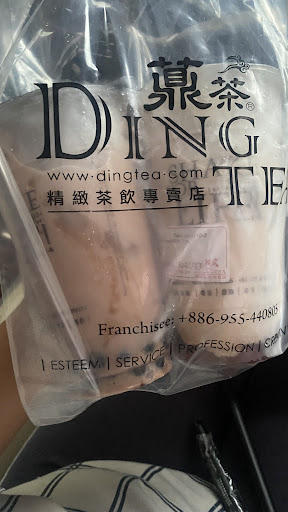 薡茶®
DING
www.dingtea.com
精緻茶飲專賣店
TEA
Franchisee: +886-955-440805
| ESTEEM | SERVICE | PROFESSION |